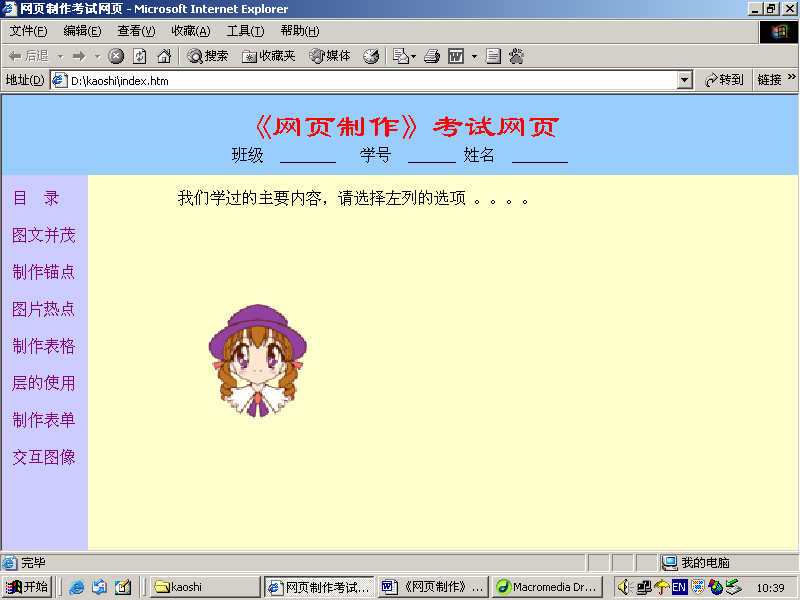 网页制作考试网页 - Microsoft Internet Explorer
文件(F) 编辑(E) 查看(V) 收藏(A) 工具(T) 帮助(H)
后退 搜索 收藏夹 媒体
地址(D) D:\kaoshi\index.htm 转到 链接 »
《网页制作》考试网页
班级 ______ 学号 _____ 姓名 ______
目 录
我们学过的主要内容，请选择左列的选项 。。。。
图文并茂
制作锚点
图片热点
制作表格
层的使用
制作表单
交互图像
完毕 我的电脑
开始 kaoshi 网页制作考试... 《网页制作》... Macromedia Dr... EN 10:39